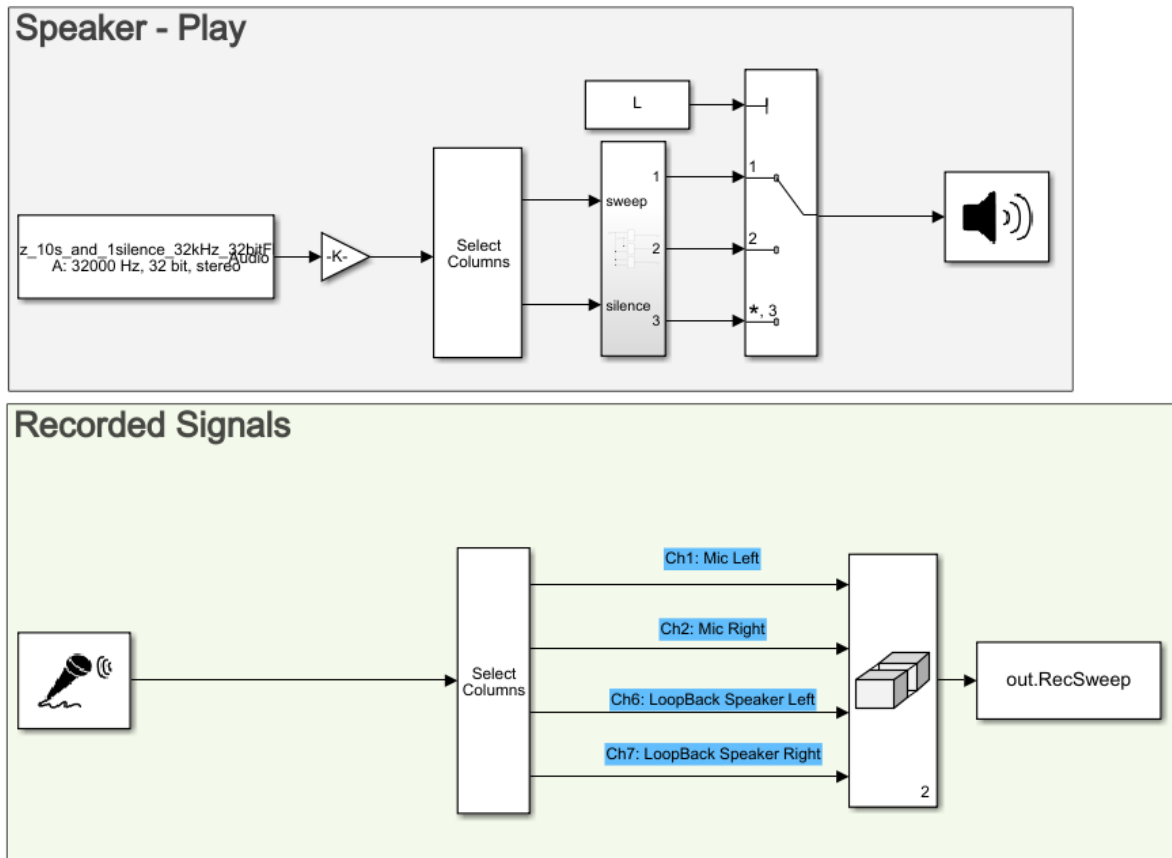 Speaker - Play
L
1
sweep
1
2
2
silence
3
*, 3
z_10s_and_1silence_32kHz_32bitF
Audio
A: 32000 Hz, 32 bit, stereo
-K-
Select
Columns
Recorded Signals
Ch1: Mic Left
Ch2: Mic Right
Select
Columns
Ch6: LoopBack Speaker Left
Ch7: LoopBack Speaker Right
2
out.RecSweep